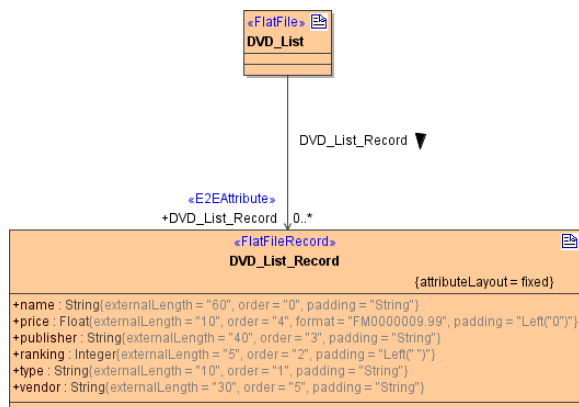 «FlatFile»
DVD_List
DVD_List_Record
«E2EAttribute»
+DVD_List_Record 0..*
«FlatFileRecord»
DVD_List_Record
{attributeLayout = fixed}
+name : String{externalLength = "60", order = "0", padding = "String"}
+price : Float{externalLength = "10", order = "4", format = "FM0000009.99", padding = "Left("0")"}
+publisher : String{externalLength = "40", order = "3", padding = "String"}
+ranking : Integer{externalLength = "5", order = "2", padding = "Left(" ")"}
+type : String{externalLength = "10", order = "1", padding = "String"}
+vendor : String{externalLength = "30", order = "5", padding = "String"}